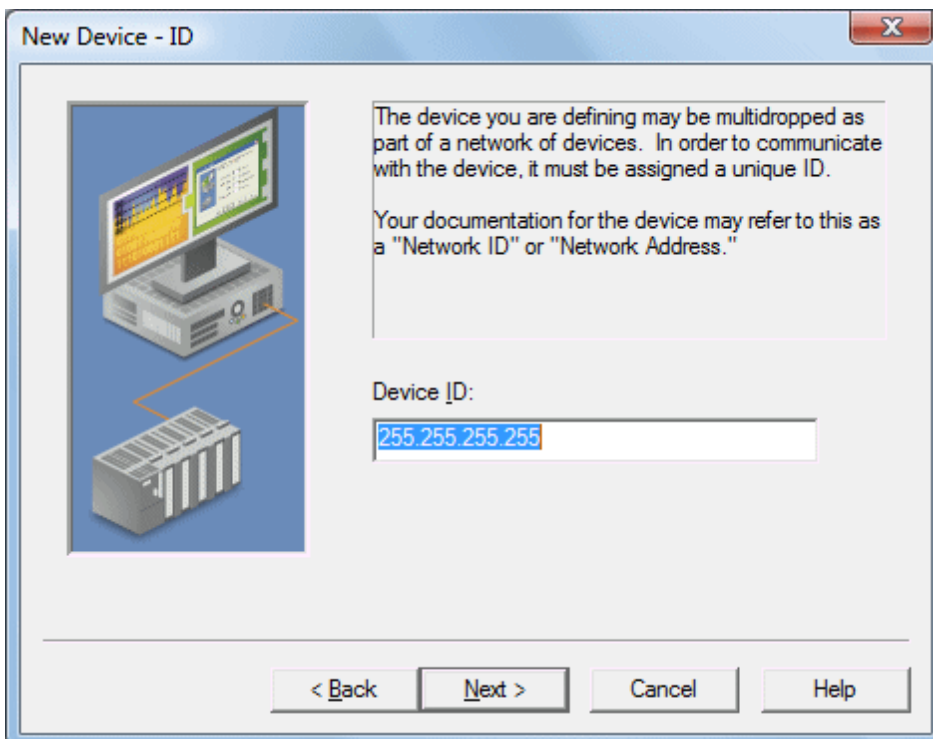 New Device - ID
The device you are defining may be multidropped as
part of a network of devices.  In order to communicate
with the device, it must be assigned a unique ID.
Your documentation for the device may refer to this as
a "Network ID" or "Network Address."
Device ID:
255.255.255.255
< Back
Next >
Cancel
Help